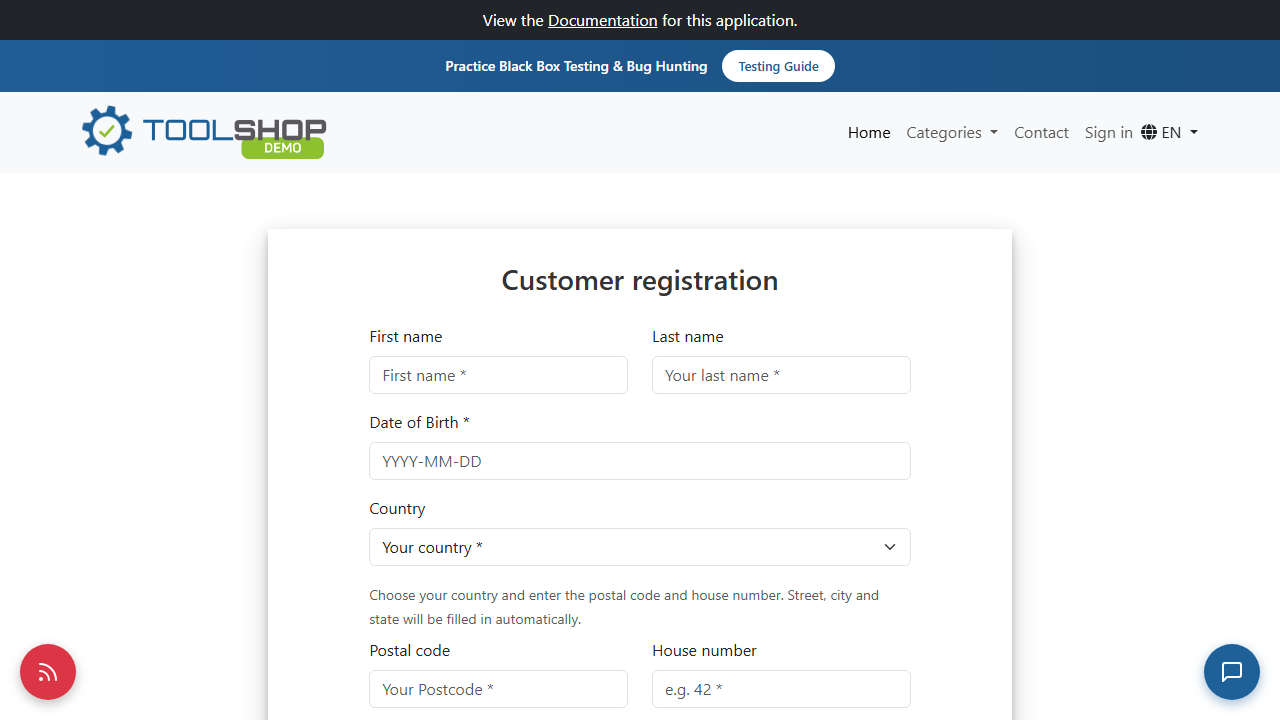 View the Documentation for this application.
Practice Black Box Testing & Bug Hunting Testing Guide
TOOLSHOP
DEMO
Home Categories Contact Sign in EN
Customer registration
First name Last name
First name * Your last name *
Date of Birth *
YYYY-MM-DD
Country
Your country *
Choose your country and enter the postal code and house number. Street, city and
state will be filled in automatically.
Postal code House number
Your Postcode * e.g. 42 *